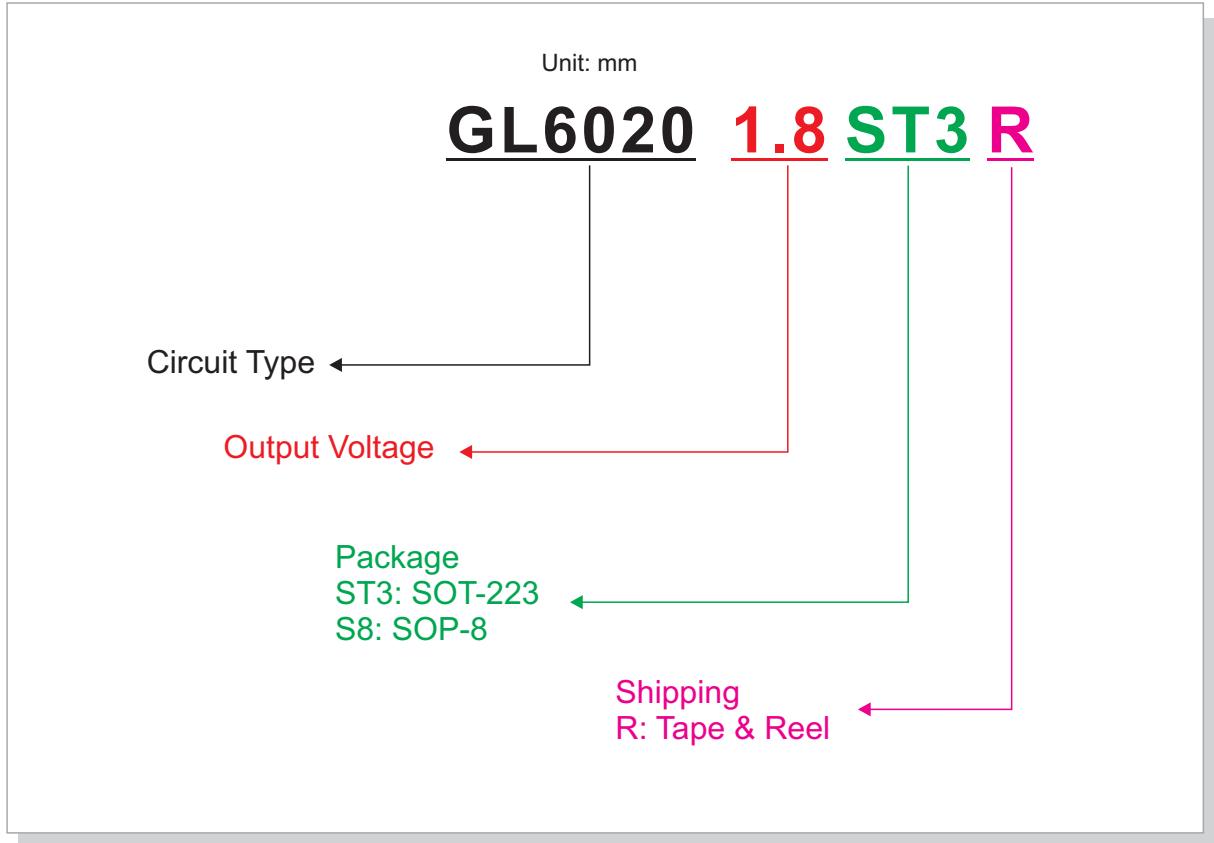 Unit: mm
GL6020 1.8 ST3 R
Circuit Type
Output Voltage
Package
ST3: SOT-223
S8: SOP-8
Shipping
R: Tape & Reel